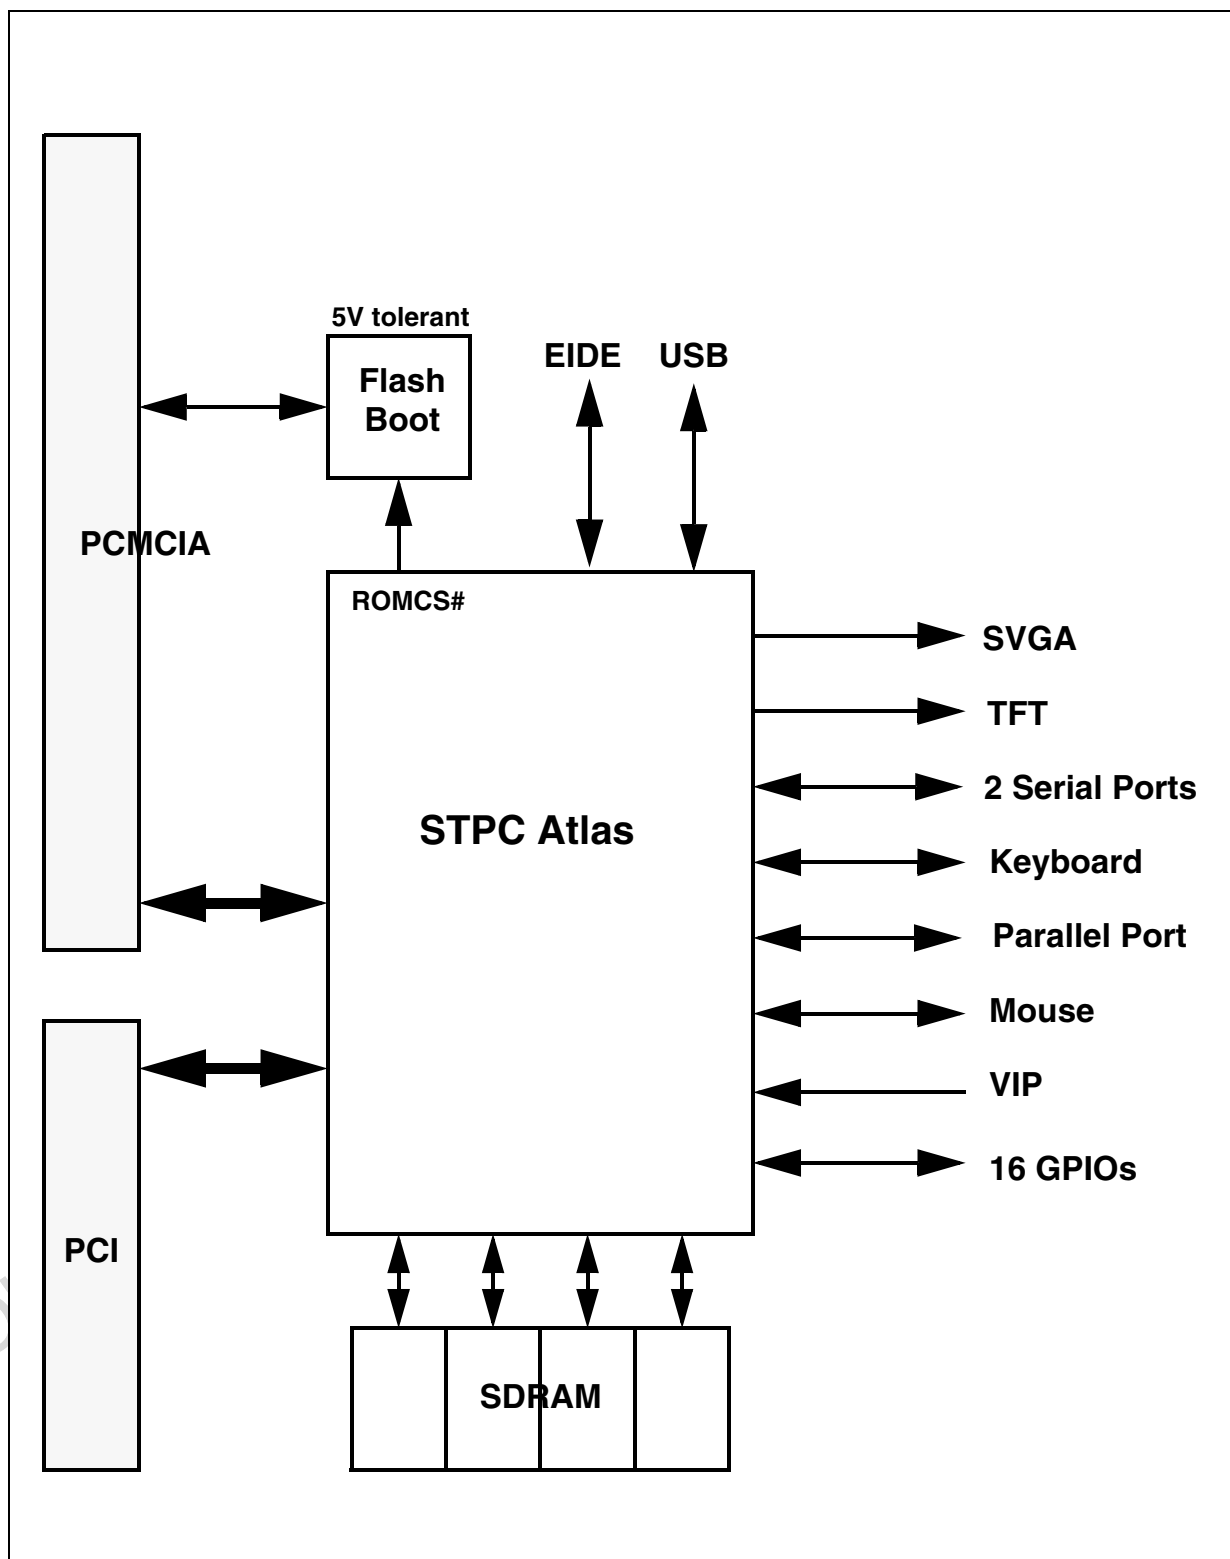 5V tolerant
Flash
Boot
EIDE
USB
PCMCIA
ROMCS#
SVGA
TFT
2 Serial Ports
STPC Atlas
Keyboard
Parallel Port
Mouse
VIP
16 GPIOs
PCI
SDRAM